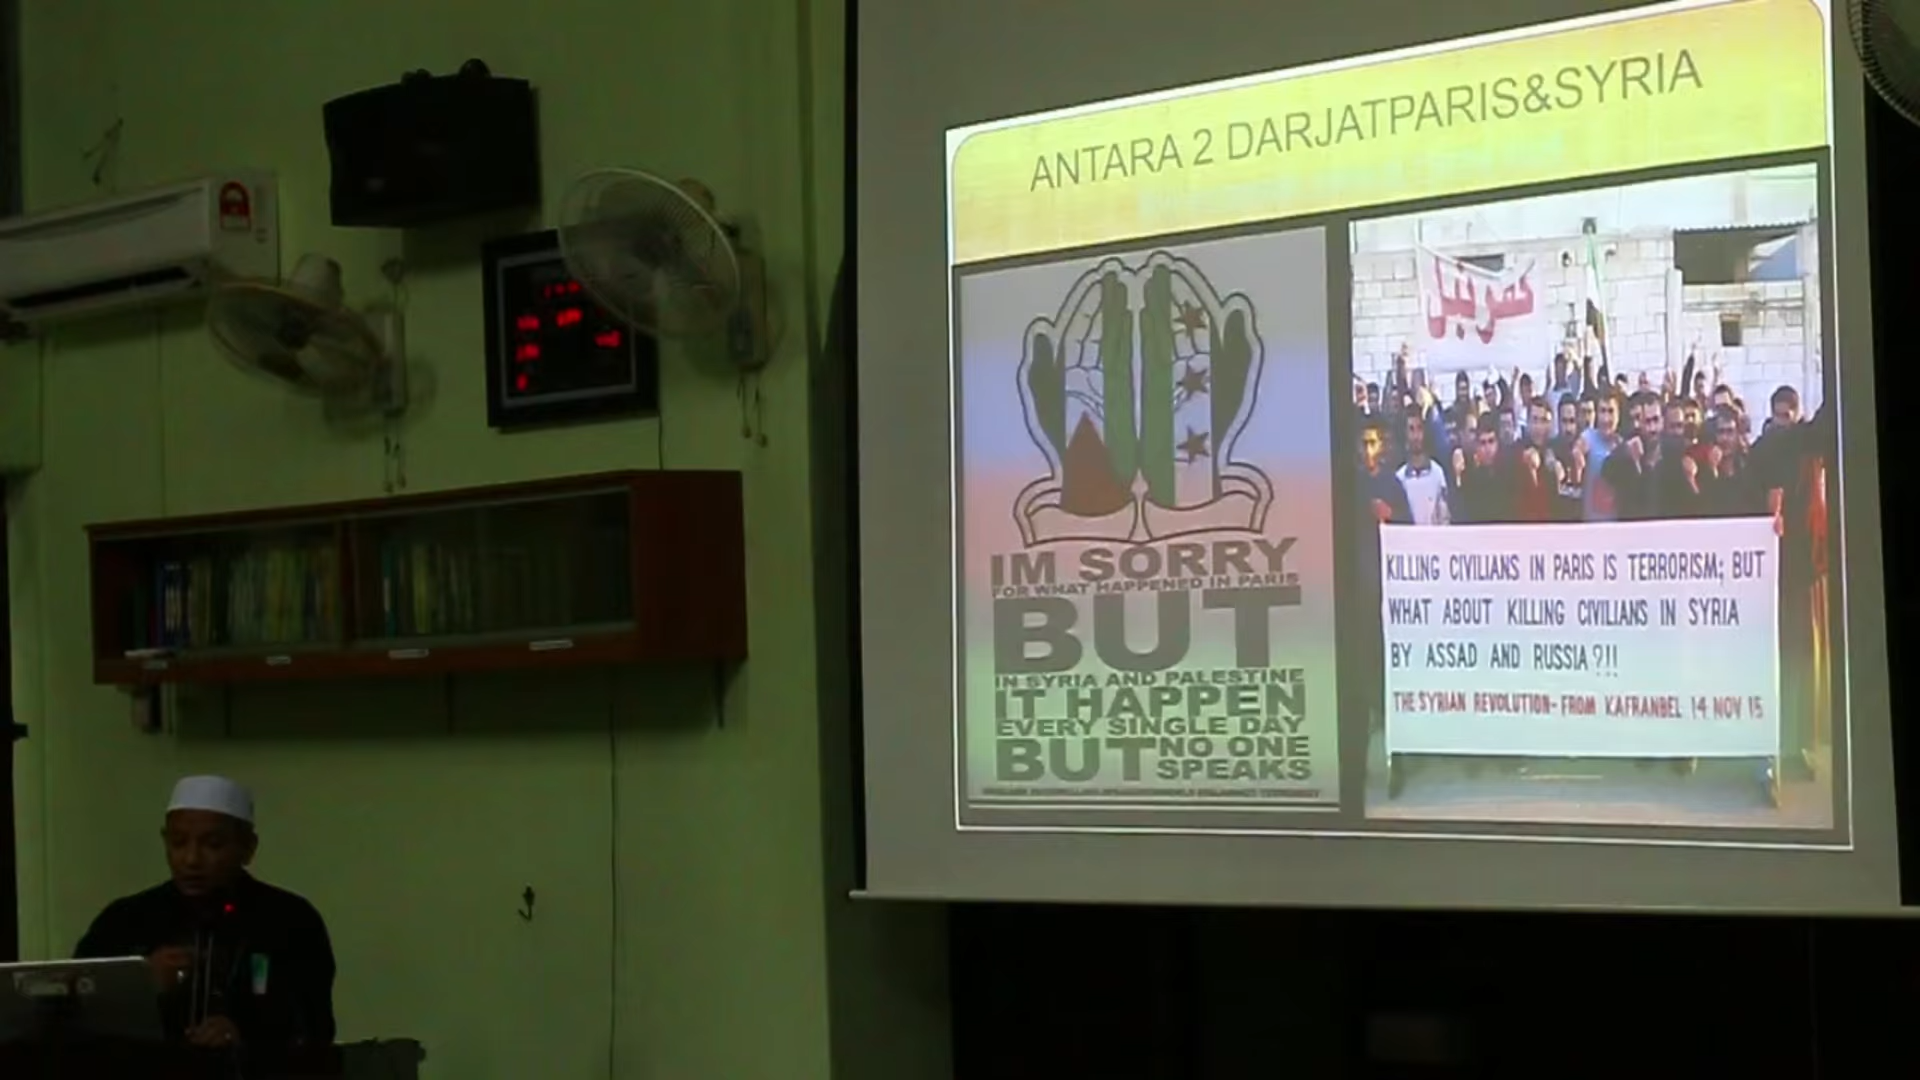 ANTARA 2 DARJATPARIS&SYRIA
IM SORRY
FOR WHAT HAPPENED IN PARIS
BUT
IN SYRIA AND PALESTINE
IT HAPPEN
EVERY SINGLE DAY
BUT NO ONE
SPEAKS
كفرنبل
KILLING CIVILIANS IN PARIS IS TERRORISM; BUT
WHAT ABOUT KILLING CIVILIANS IN SYRIA
BY ASSAD AND RUSSIA?!!
THE SYRIAN REVOLUTION- FROM KAFRANBEL 14 NOV 15